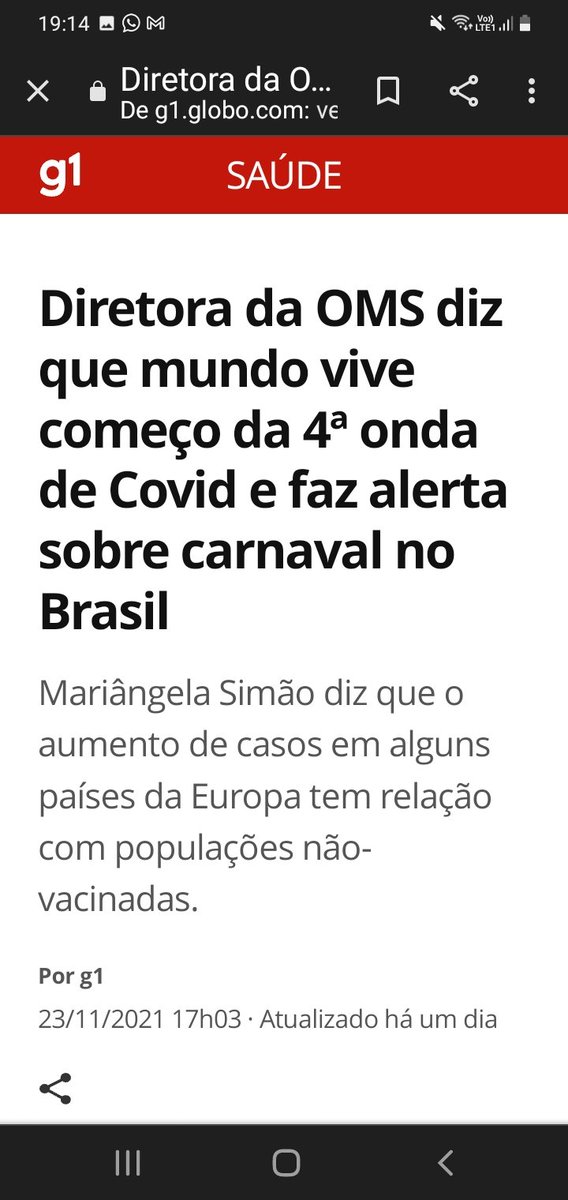 19:14
Vo))
LTE1
Diretora da O...
De g1.globo.com: ve
g1
SAÚDE
Diretora da OMS diz
que mundo vive
começo da 4ª onda
de Covid e faz alerta
sobre carnaval no
Brasil
Mariângela Simão diz que o
aumento de casos em alguns
países da Europa tem relação
com populações não-
vacinadas.
Por g1
23/11/2021 17h03 · Atualizado há um dia